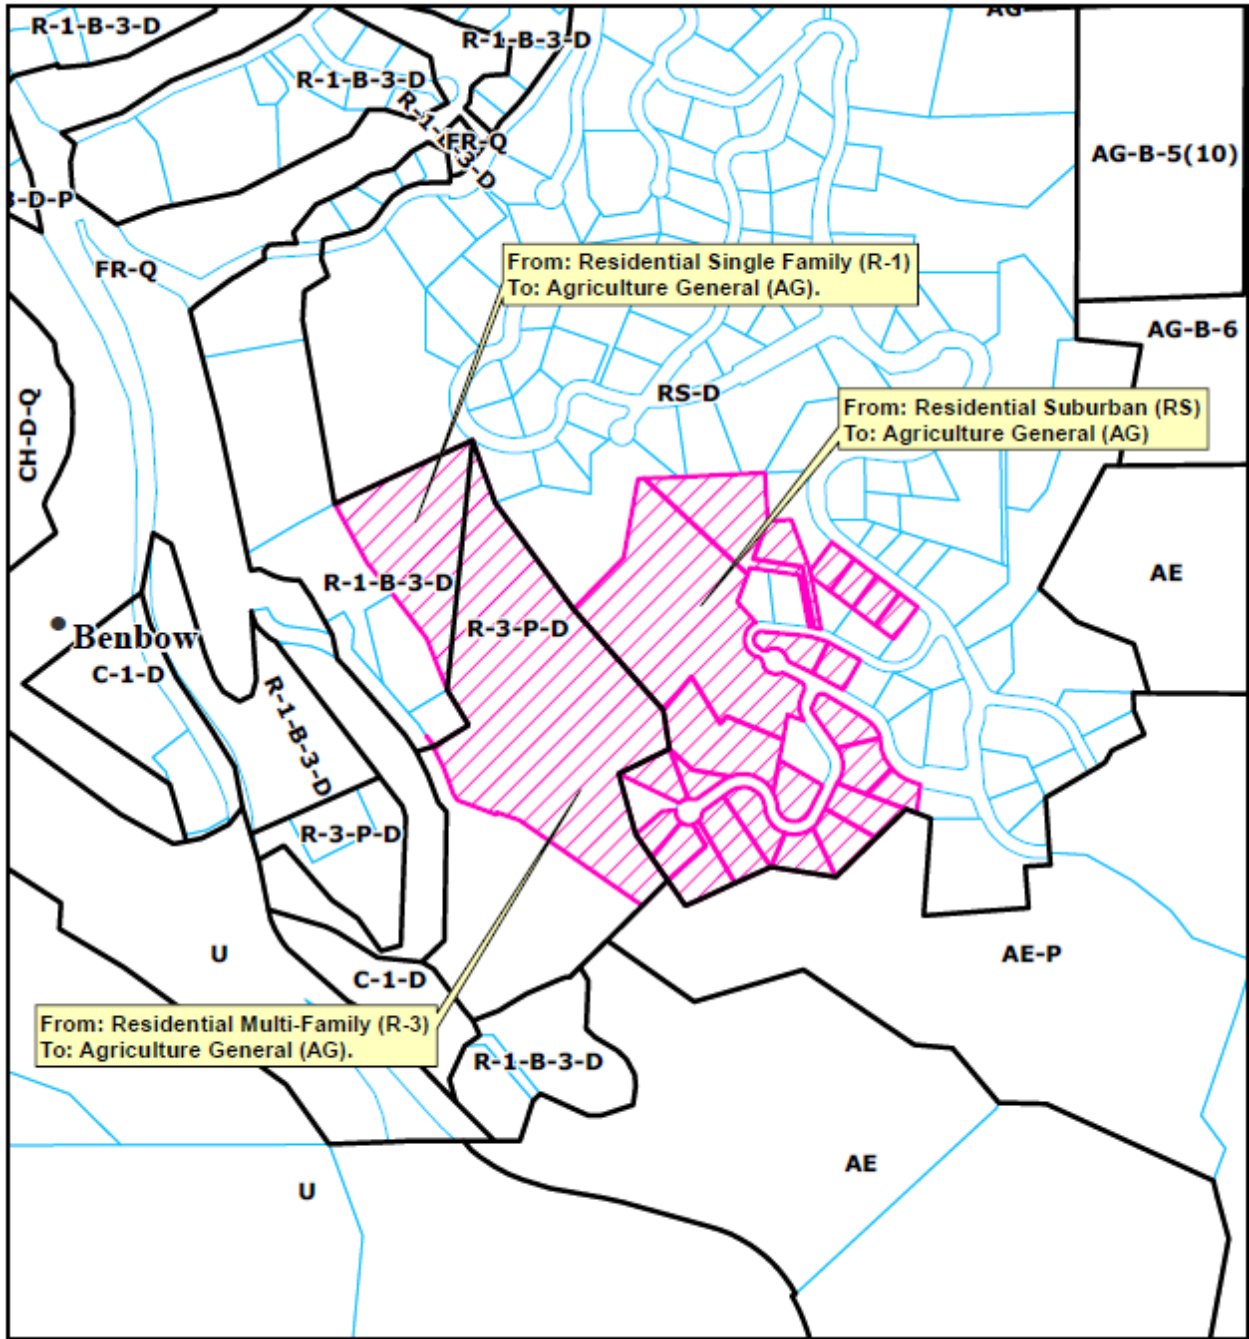 AG
R-1-B-3-D
R-1-B-3-D
R-1-B-3-D
R-1-B-3-D
FR-Q
AG-B-5(10)
3-D-P
FR-Q
From: Residential Single Family (R-1)
To: Agriculture General (AG).
AG-B-6
RS-D
From: Residential Suburban (RS)
To: Agriculture General (AG)
CH-D-Q
R-1-B-3-D
AE
R-3-P-D
Benbow
C-1-D
R-1-B-3-D
R-3-P-D
U
C-1-D
AE-P
From: Residential Multi-Family (R-3)
To: Agriculture General (AG).
R-1-B-3-D
AE
U